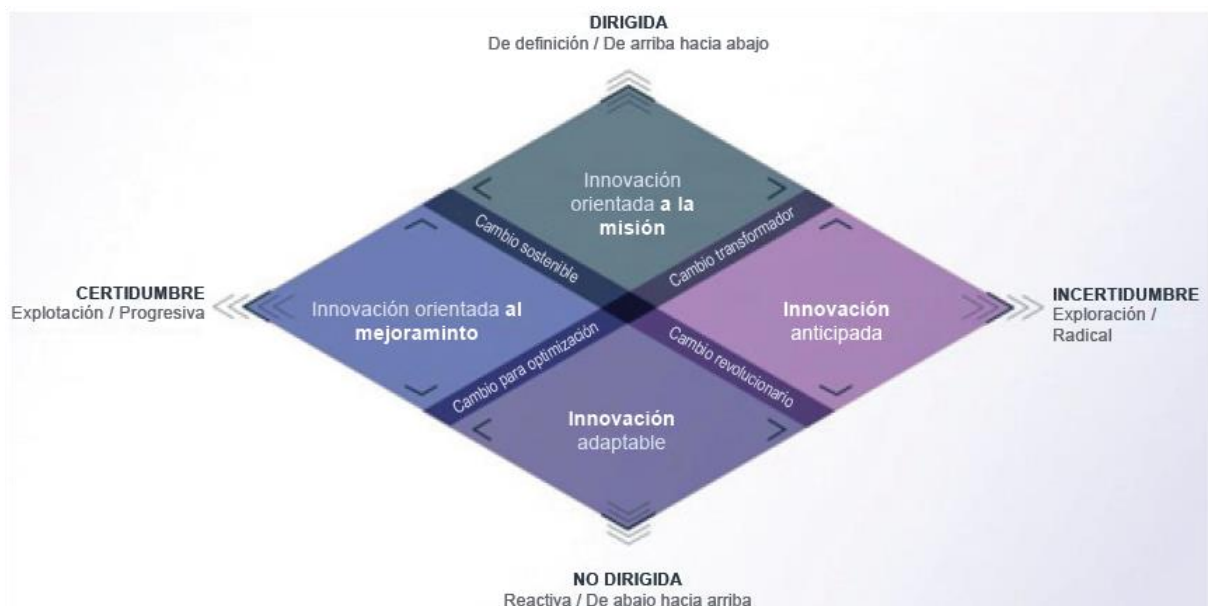 DIRIGIDA
De definición / De arriba hacia abajo
Innovación
orientada a la
misión
Cambio sostenible
Cambio transformador
CERTIDUMBRE
Explotación / Progresiva
Innovación orientada al
mejoraminto
Innovación
anticipada
INCERTIDUMBRE
Exploración /
Radical
Cambio para optimización
Cambio revolucionario
Innovación
adaptable
NO DIRIGIDA
Reactiva / De abajo hacia arriba